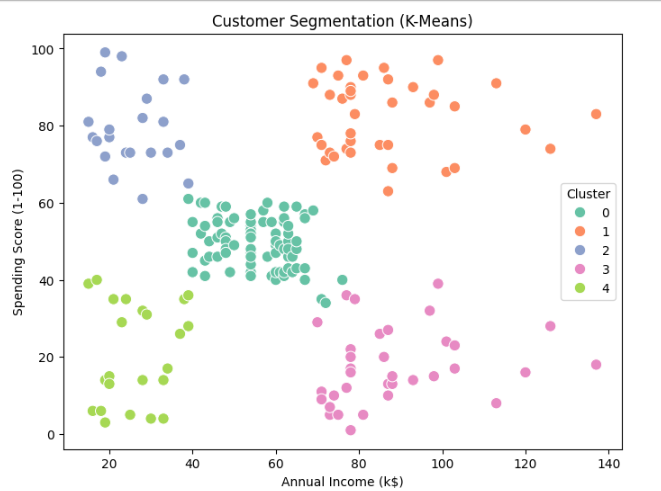 Customer Segmentation (K-Means)
Spending Score (1-100)
100
80
60
40
20
0
Cluster
0
1
2
3
4
20 40 60 80 100 120 140
Annual Income (k$)